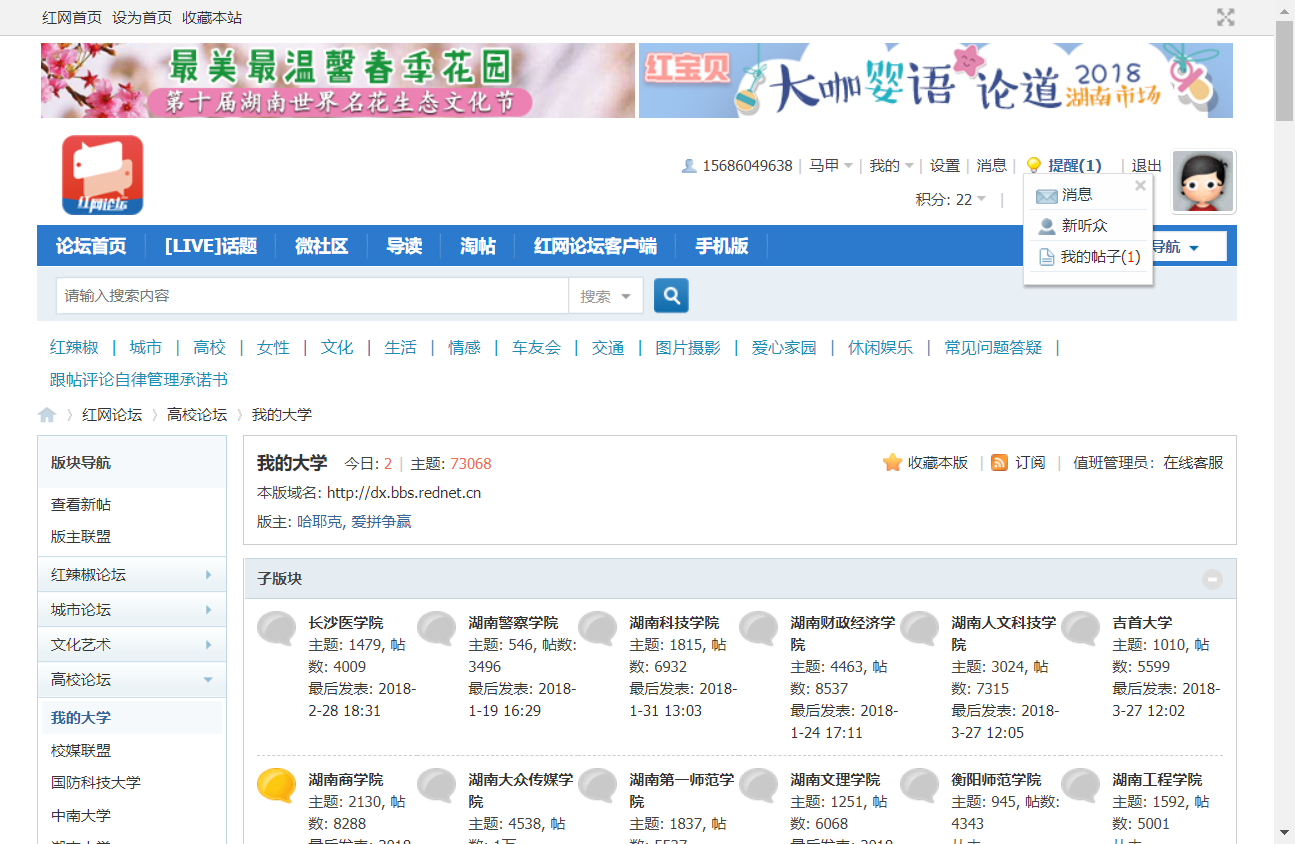 红网首页 设为首页 收藏本站
最美最温馨春季花园
第十届湖南世界名花生态文化节
红宝贝
大咖婴语论道 2018
湖南市场
红网论坛
15686049638 | 马甲 | 我的 | 设置 | 消息 | 提醒(1) | 退出
积分: 22 |
消息
新听众
我的帖子(1)
论坛首页 [LIVE]话题 微社区 导读 淘帖 红网论坛客户端 手机版 导航
请输入搜索内容 搜索
红辣椒 | 城市 | 高校 | 女性 | 文化 | 生活 | 情感 | 车友会 | 交通 | 图片摄影 | 爱心家园 | 休闲娱乐 | 常见问题答疑 |
跟帖评论自律管理承诺书
红网论坛 › 高校论坛 › 我的大学
版块导航
查看新帖
版主联盟
红辣椒论坛
城市论坛
文化艺术
高校论坛
我的大学
校媒联盟
国防科技大学
中南大学
我的大学 今日: 2 | 主题: 73068 收藏本版 | 订阅 | 值班管理员: 在线客服
本版域名: http://dx.bbs.rednet.cn
版主: 哈耶克, 爱拼争赢
子版块
长沙医学院
主题: 1479, 帖
数: 4009
最后发表: 2018-
2-28 18:31
湖南警察学院
主题: 546, 帖数:
3496
最后发表: 2018-
1-19 16:29
湖南科技学院
主题: 1815, 帖
数: 6932
最后发表: 2018-
1-31 13:03
湖南财政经济学
院
主题: 4463, 帖
数: 8537
最后发表: 2018-
1-24 17:11
湖南人文科技学
院
主题: 3024, 帖
数: 7315
最后发表: 2018-
3-27 12:05
吉首大学
主题: 1010, 帖
数: 5599
最后发表: 2018-
3-27 12:02
湖南商学院
主题: 2130, 帖
数: 8288
最后发表: 2018-
湖南大众传媒学
院
主题: 4538, 帖
数: 1万
湖南第一师范学
院
主题: 1837, 帖
数: 5527
湖南文理学院
主题: 1251, 帖
数: 6068
最后发表: 2018-
衡阳师范学院
主题: 945, 帖数:
4343
湖南工程学院
主题: 1592, 帖
数: 5001